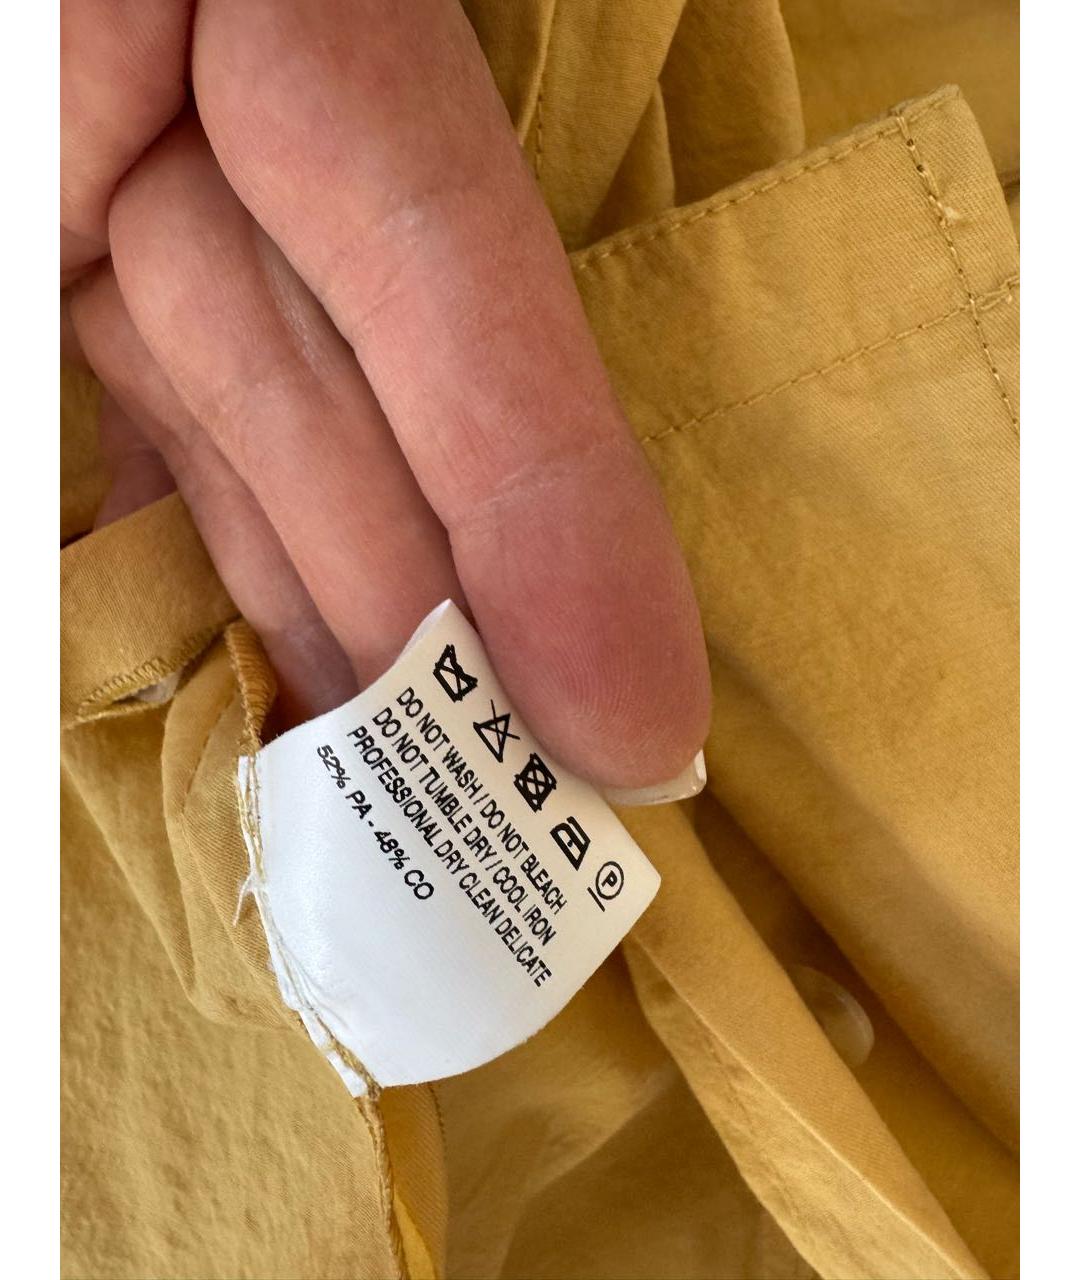 P
DO NOT WASH / DO NOT BLEACH
DO NOT TUMBLE DRY / COOL IRON
PROFESSIONAL DRY CLEAN DELICATE
52% PA - 48% CO